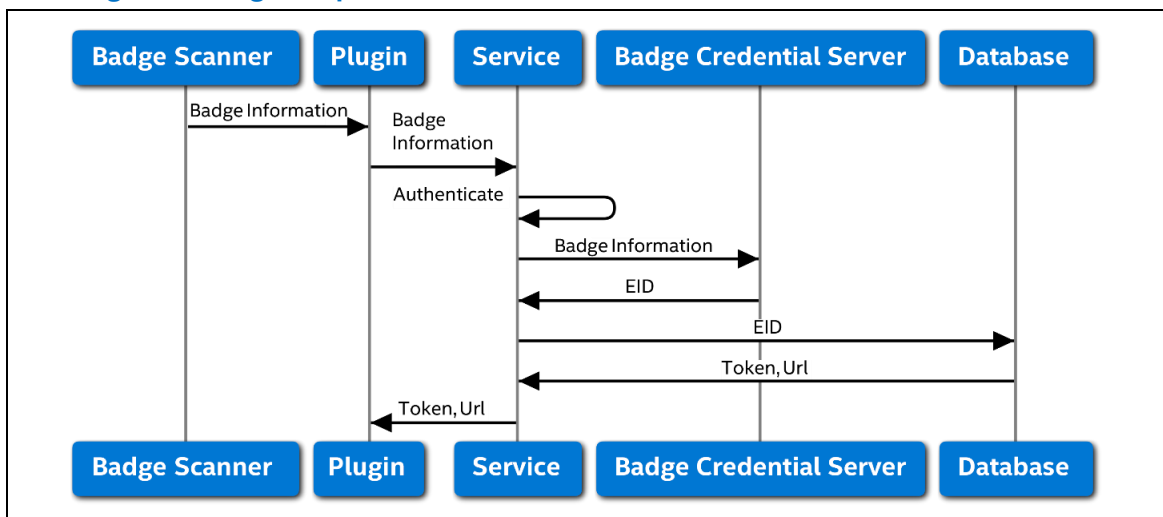 Badge Scanner Plugin Service Badge Credential Server Database
Badge Information
Badge
Information
Authenticate
Badge Information
EID
EID
Token, Url
Token, Url
Badge Scanner Plugin Service Badge Credential Server Database